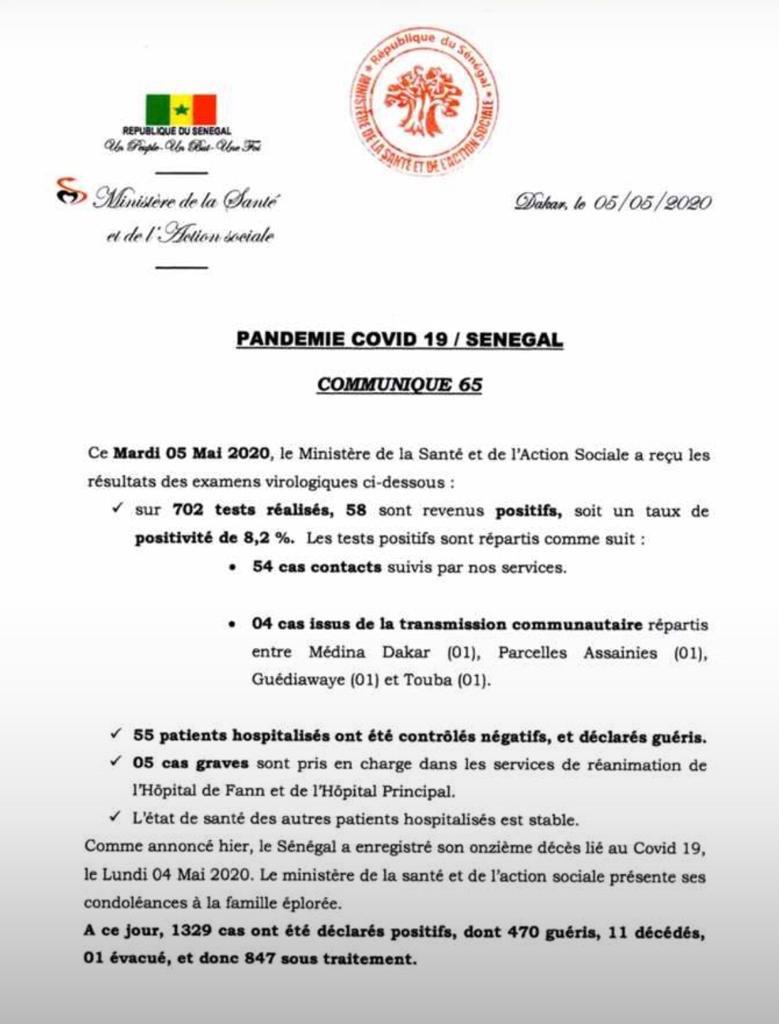 République du Sénégal
MINISTÈRE DE LA SANTÉ ET DE L'ACTION SOCIALE
REPUBLIQUE DU SENEGAL
Un Peuple-Un But-Une Foi
Ministère de la Santé
et de l'Action sociale
Dakar, le 05/05/2020
PANDEMIE COVID 19 / SENEGAL
COMMUNIQUE 65
Ce Mardi 05 Mai 2020, le Ministère de la Santé et de l'Action Sociale a reçu les
résultats des examens virologiques ci-dessous :
✓ sur 702 tests réalisés, 58 sont revenus positifs, soit un taux de
positivité de 8,2 %. Les tests positifs sont répartis comme suit :
• 54 cas contacts suivis par nos services.
• 04 cas issus de la transmission communautaire répartis
entre Médina Dakar (01), Parcelles Assainies (01),
Guédiawaye (01) et Touba (01).
✓ 55 patients hospitalisés ont été contrôlés négatifs, et déclarés guéris.
✓ 05 cas graves sont pris en charge dans les services de réanimation de
l'Hôpital de Fann et de l'Hôpital Principal.
✓ L'état de santé des autres patients hospitalisés est stable.
Comme annoncé hier, le Sénégal a enregistré son onzième décès lié au Covid 19,
le Lundi 04 Mai 2020. Le ministère de la santé et de l'action sociale présente ses
condoléances à la famille éplorée.
A ce jour, 1329 cas ont été déclarés positifs, dont 470 guéris, 11 décédés,
01 évacué, et donc 847 sous traitement.